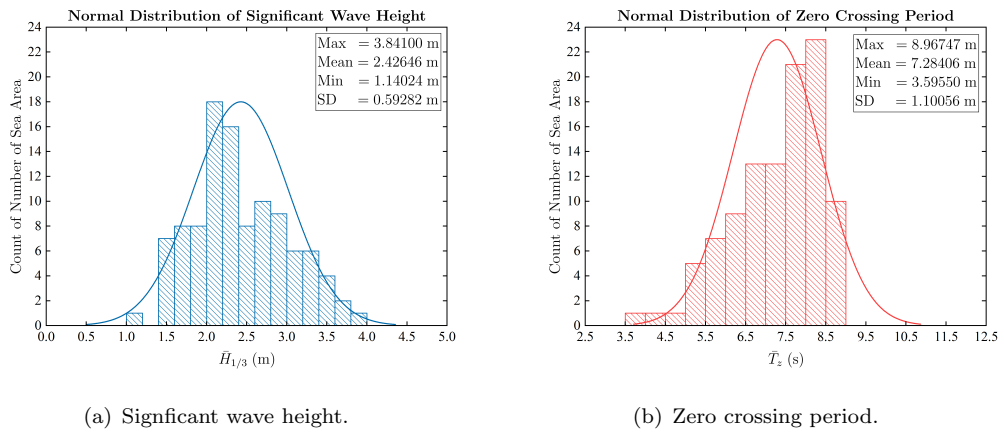 Normal Distribution of Significant Wave Height
24
22
20
18
16
14
12
10
8
6
4
2
0
Count of Number of Sea Area
Max = 3.84100 m
Mean = 2.42646 m
Min = 1.14024 m
SD = 0.59282 m
0.0 0.5 1.0 1.5 2.0 2.5 3.0 3.5 4.0 4.5 5.0
H̄1/3 (m)
(a) Signficant wave height.
Normal Distribution of Zero Crossing Period
24
22
20
18
16
14
12
10
8
6
4
2
0
Count of Number of Sea Area
Max = 8.96747 m
Mean = 7.28406 m
Min = 3.59550 m
SD = 1.10056 m
2.5 3.5 4.5 5.5 6.5 7.5 8.5 9.5 10.5 11.5 12.5
T̄z (s)
(b) Zero crossing period.